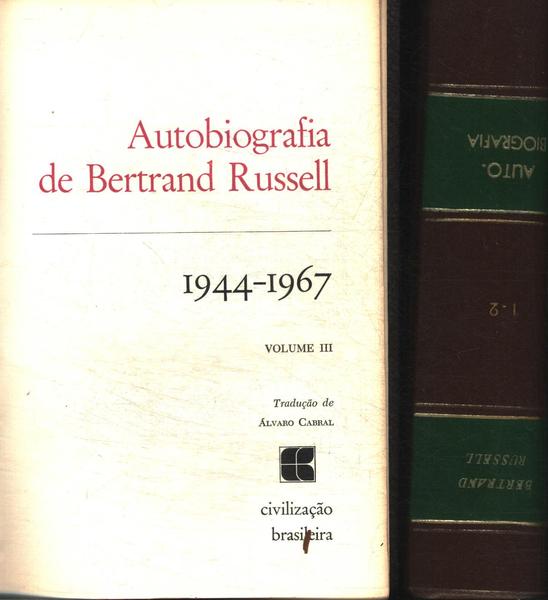 Autobiografia
de Bertrand Russell
1944-1967
VOLUME III
Tradução de
ÁLVARO CABRAL
civilização
brasileira
AUTO-
BIOGRAFIA
1-2
BERTRAND
RUSSELL